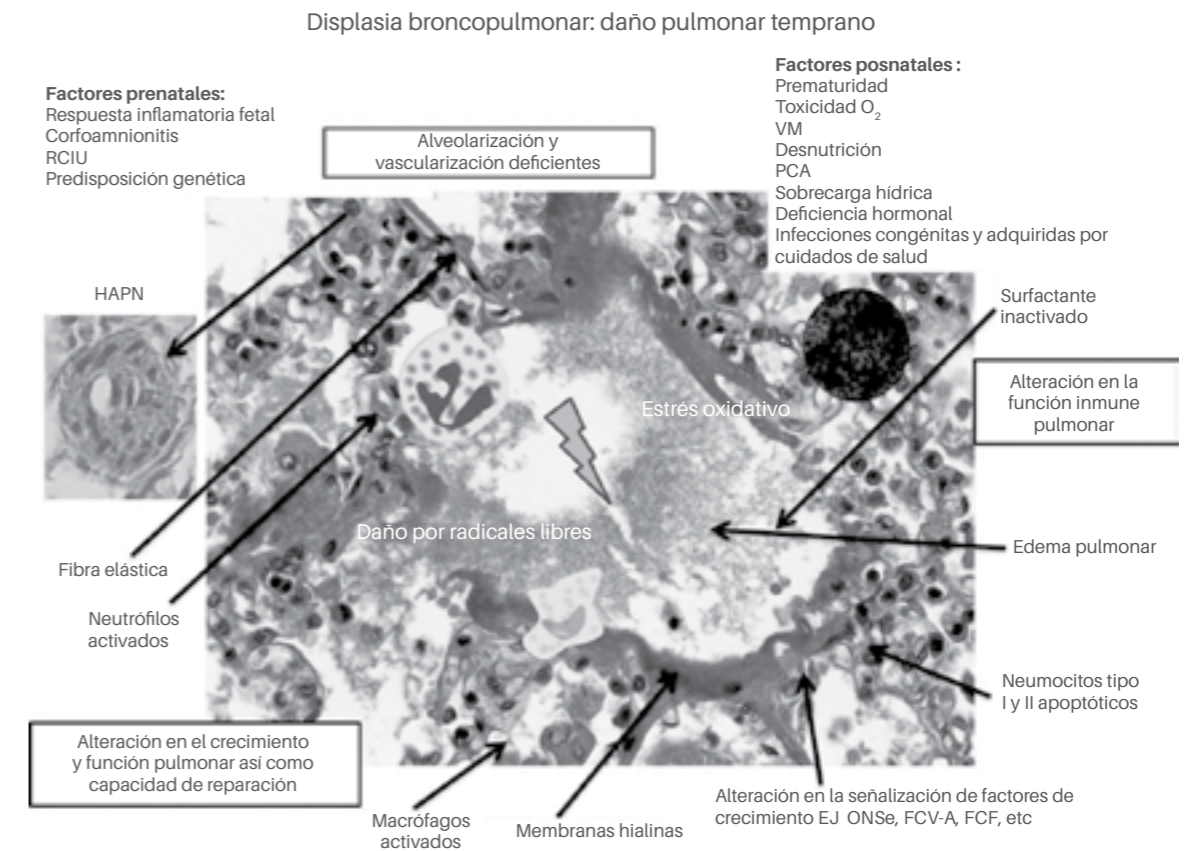 Displasia broncopulmonar: daño pulmonar temprano
Factores prenatales:
Respuesta inflamatoria fetal
Corfoamnionitis
RCIU
Predisposición genética
Alveolarización y
vascularización deficientes
Factores posnatales :
Prematuridad
Toxicidad O₂
VM
Desnutrición
PCA
Sobrecarga hídrica
Deficiencia hormonal
Infecciones congénitas y adquiridas por
cuidados de salud
HAPN
Surfactante
inactivado
Alteración en la
función inmune
pulmonar
Estrés oxidativo
Daño por radicales libres
Edema pulmonar
Fibra elástica
Neutrófilos
activados
Neumocitos tipo
I y II apoptóticos
Alteración en el crecimiento
y función pulmonar así como
capacidad de reparación
Alteración en la señalización de factores de
crecimiento EJ ONSe, FCV-A, FCF, etc
Macrófagos
activados
Membranas hialinas